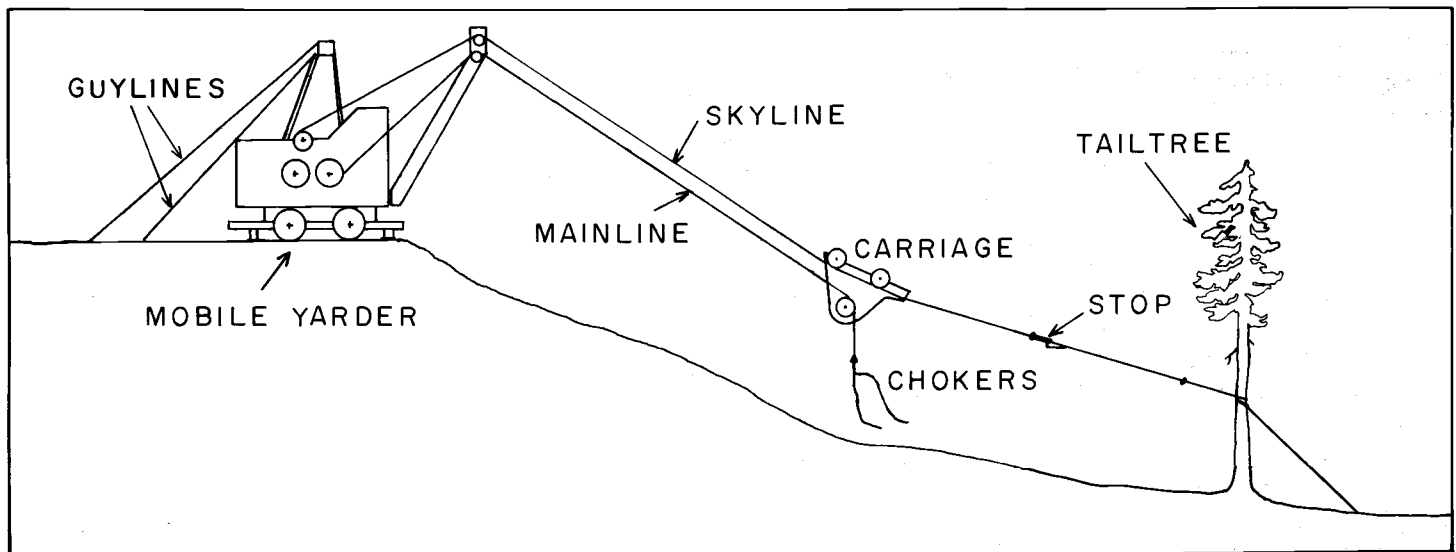 GUYLINES
SKYLINE
TAILTREE
MAINLINE
CARRIAGE
MOBILE YARDER
STOP
CHOKERS